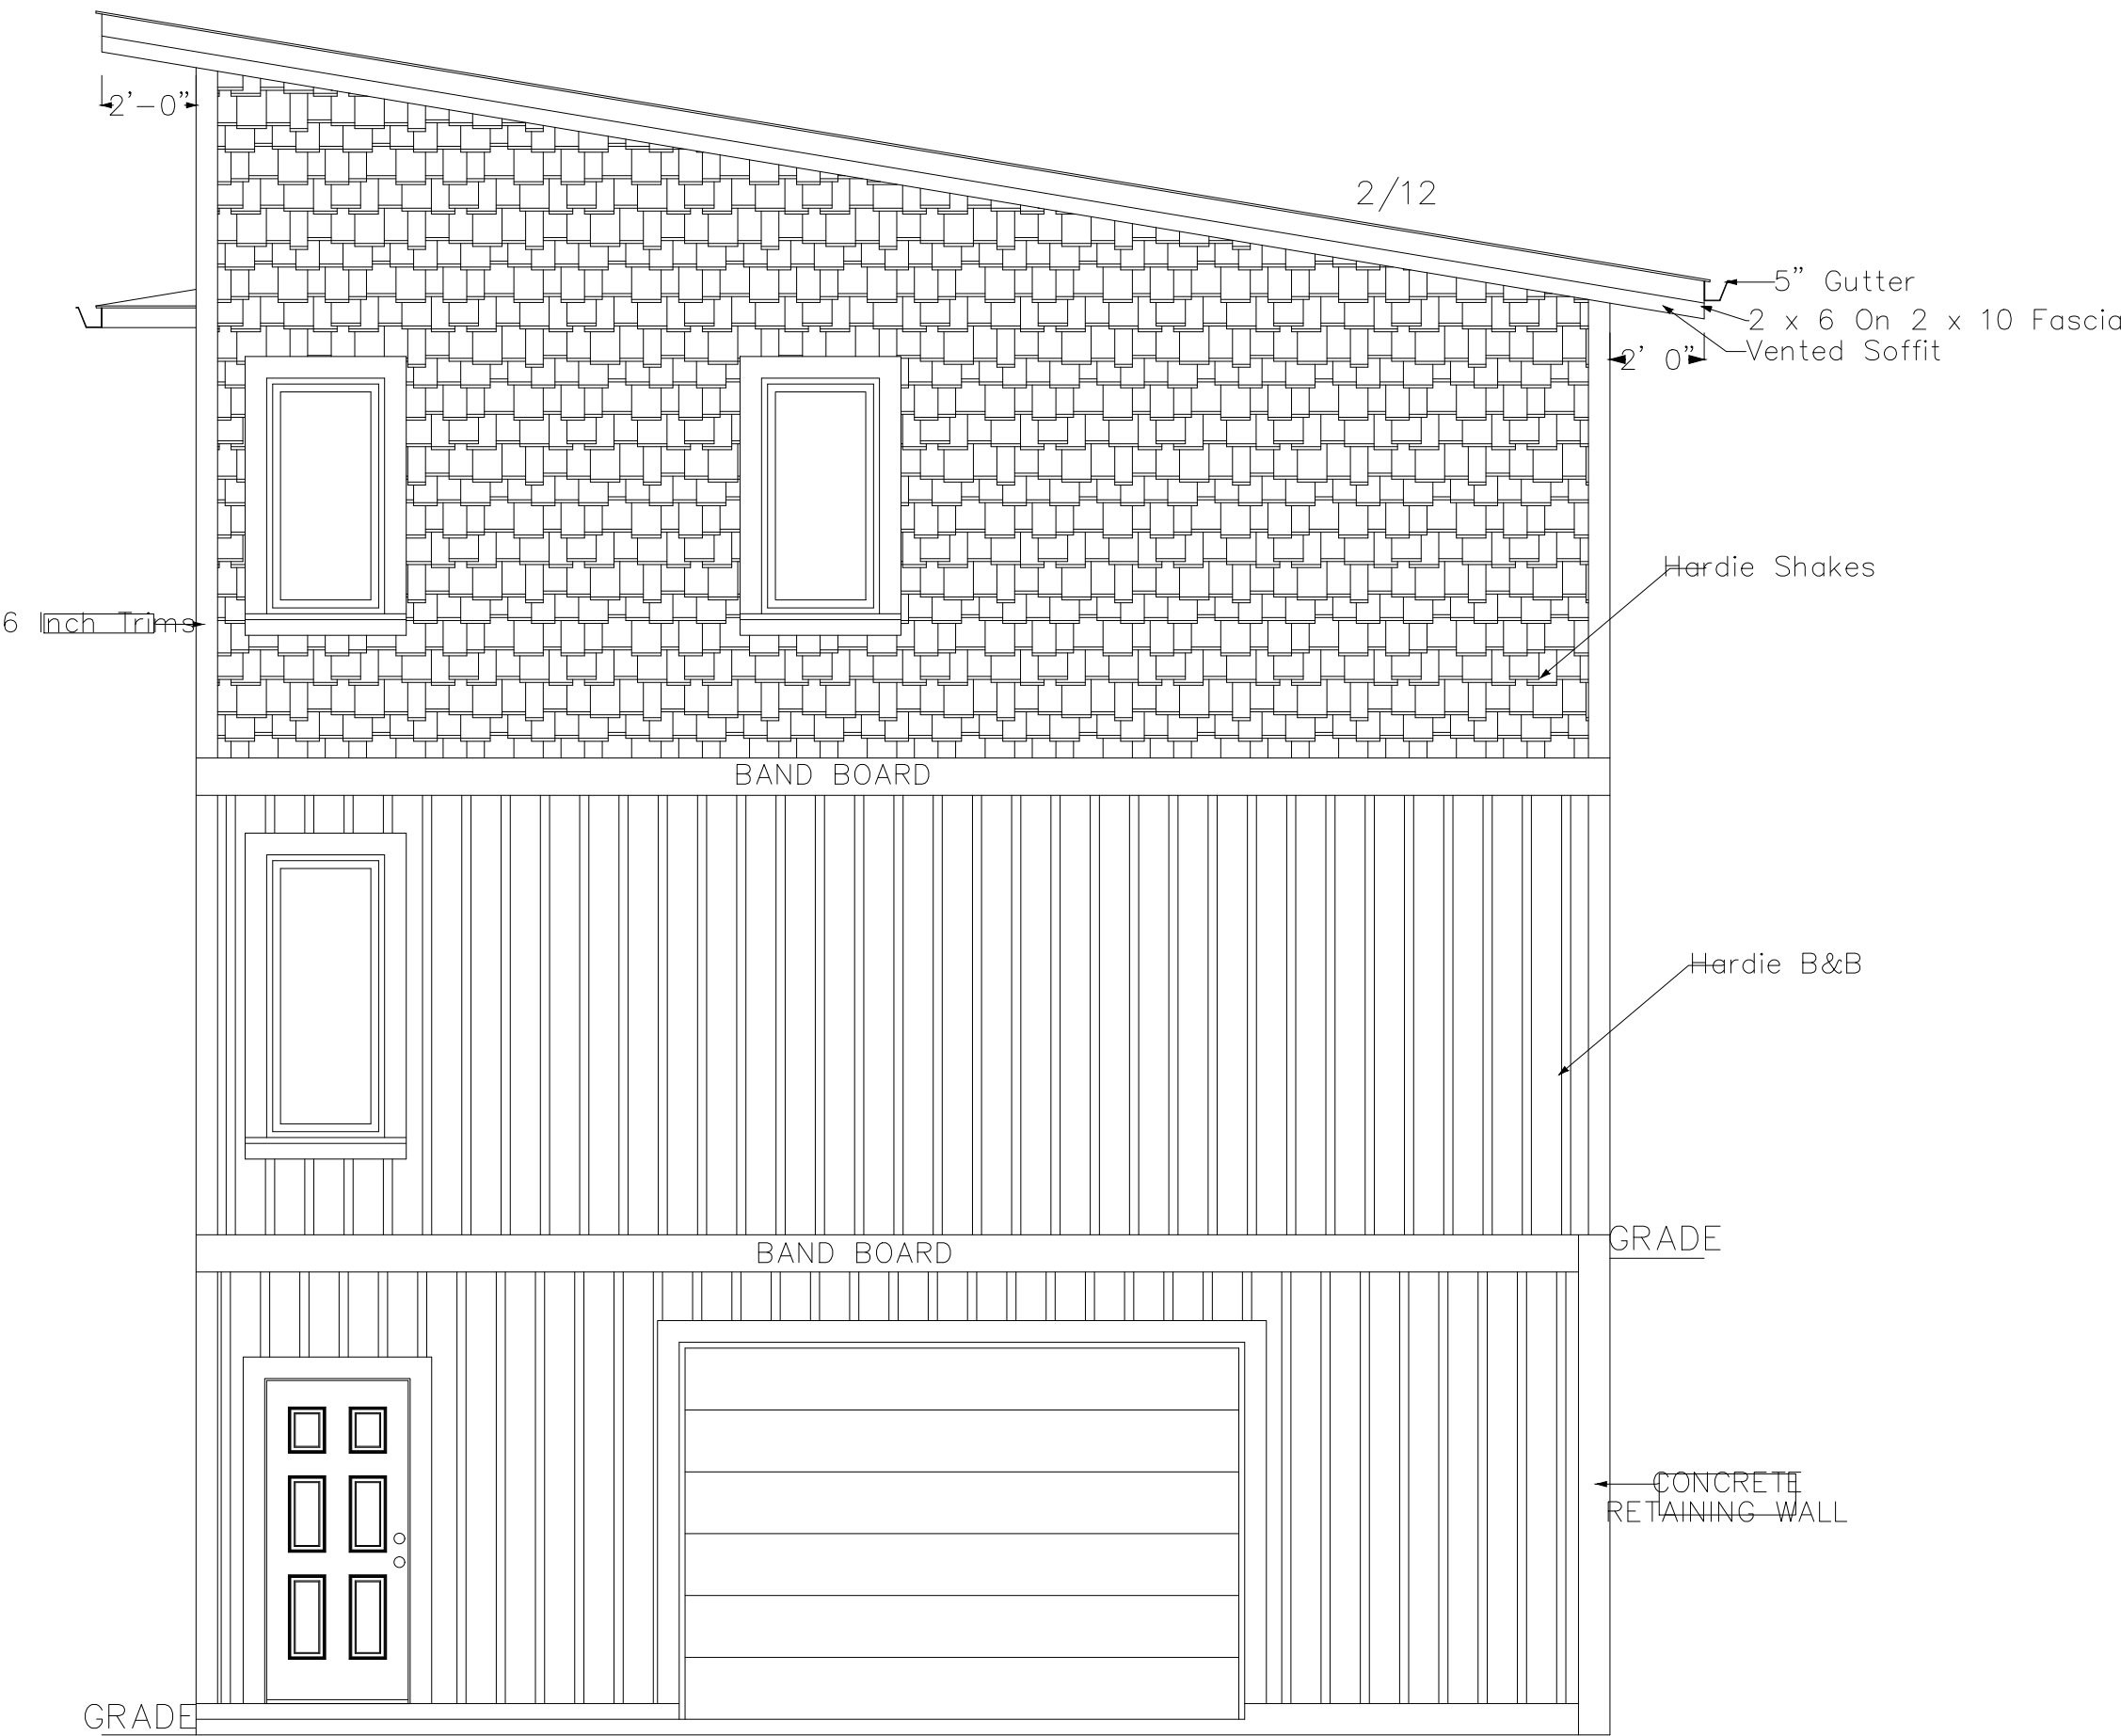 2'-0"
2/12
5" Gutter
2 x 6 On 2 x 10 Fascia
Vented Soffit
2' 0"
Hardie Shakes
6 Inch Trims
BAND BOARD
Hardie B&B
GRADE
BAND BOARD
CONCRETE
RETAINING WALL
GRADE